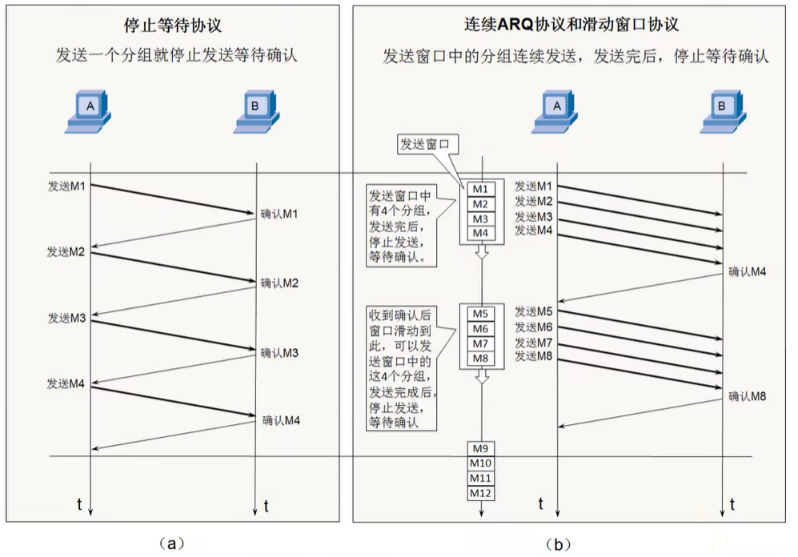 停止等待协议
发送一个分组就停止发送等待确认
A
B
发送M1
确认M1
发送M2
确认M2
发送M3
确认M3
发送M4
确认M4
t
t
(a)
连续ARQ协议和滑动窗口协议
发送窗口中的分组连续发送，发送完后，停止等待确认
A
B
发送窗口
发送窗口中
有4个分组，
发送完后，
停止发送，
等待确认。
M1
M2
M3
M4
发送M1
发送M2
发送M3
发送M4
确认M4
收到确认后
窗口滑动到
此，可以发
送窗口中的
这4个分组，
发送完成后，
停止发送，
等待确认
M5
M6
M7
M8
发送M5
发送M6
发送M7
发送M8
确认M8
M9
M10
M11
M12
t
t
(b)